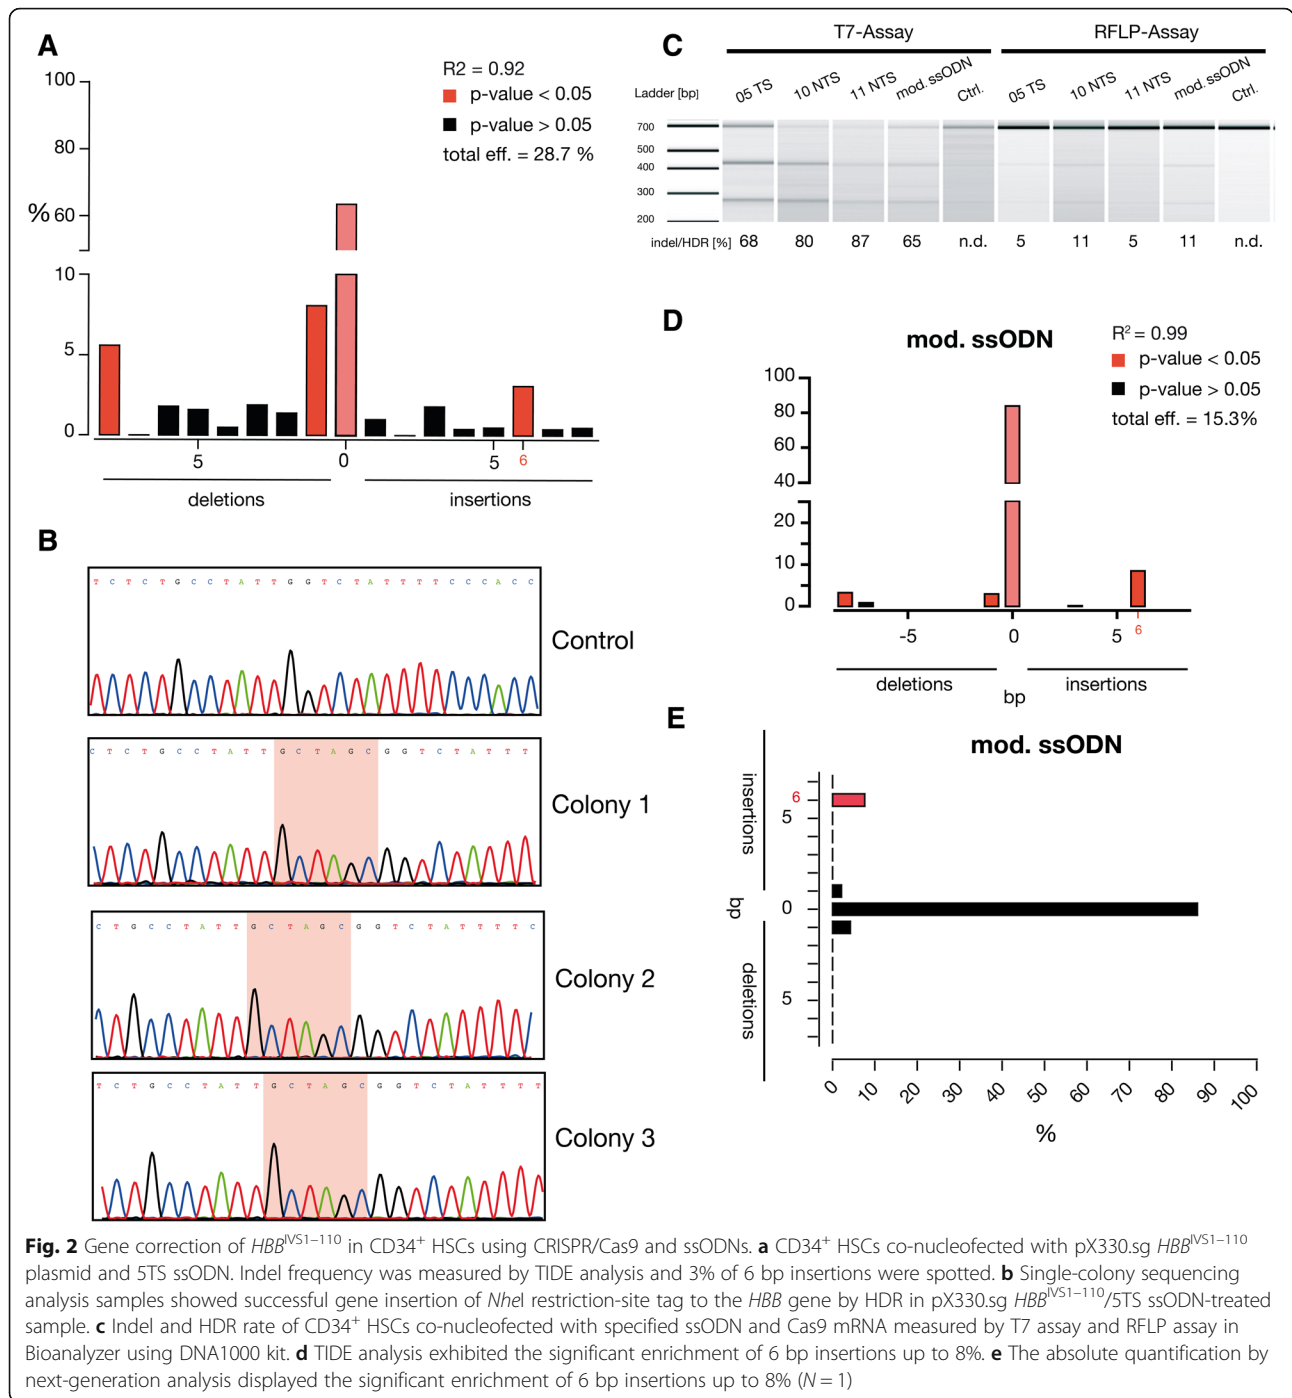 A
R2 = 0.92
p-value < 0.05
p-value > 0.05
total eff. = 28.7 %
100
80
% 60
10
5
0
5 0 5 6
deletions insertions
B
T C T C T G C C T A T T G G T C T A T T T T C C C A C C
Control
C T C T G C C T A T T G C T A G C G G T C T A T T T
Colony 1
C T G C C T A T T G C T A G C G G T C T A T T T T C
Colony 2
T C T G C C T A T T G C T A G C G G T C T A T T T T
Colony 3
C
T7-Assay RFLP-Assay
Ladder [bp] 05 TS 10 NTS 11 NTS mod. ssODN Ctrl. 05 TS 10 NTS 11 NTS mod. ssODN Ctrl.
700
500
400
300
200
indel/HDR [%] 68 80 87 65 n.d. 5 11 5 11 n.d.
D
mod. ssODN
R² = 0.99
p-value < 0.05
p-value > 0.05
total eff. = 15.3%
100
80
60
40
20
10
0
-5 0 5 6
deletions bp insertions
E
mod. ssODN
insertions
bp
deletions
6
5
0
5
0 10 20 30 40 50 60 70 80 90 100
%
Fig. 2 Gene correction of HBB^IVS1–110 in CD34⁺ HSCs using CRISPR/Cas9 and ssODNs. a CD34⁺ HSCs co-nucleofected with pX330.sg HBB^IVS1–110
plasmid and 5TS ssODN. Indel frequency was measured by TIDE analysis and 3% of 6 bp insertions were spotted. b Single-colony sequencing
analysis samples showed successful gene insertion of NheI restriction-site tag to the HBB gene by HDR in pX330.sg HBB^IVS1–110/5TS ssODN-treated
sample. c Indel and HDR rate of CD34⁺ HSCs co-nucleofected with specified ssODN and Cas9 mRNA measured by T7 assay and RFLP assay in
Bioanalyzer using DNA1000 kit. d TIDE analysis exhibited the significant enrichment of 6 bp insertions up to 8%. e The absolute quantification by
next-generation analysis displayed the significant enrichment of 6 bp insertions up to 8% (N = 1)